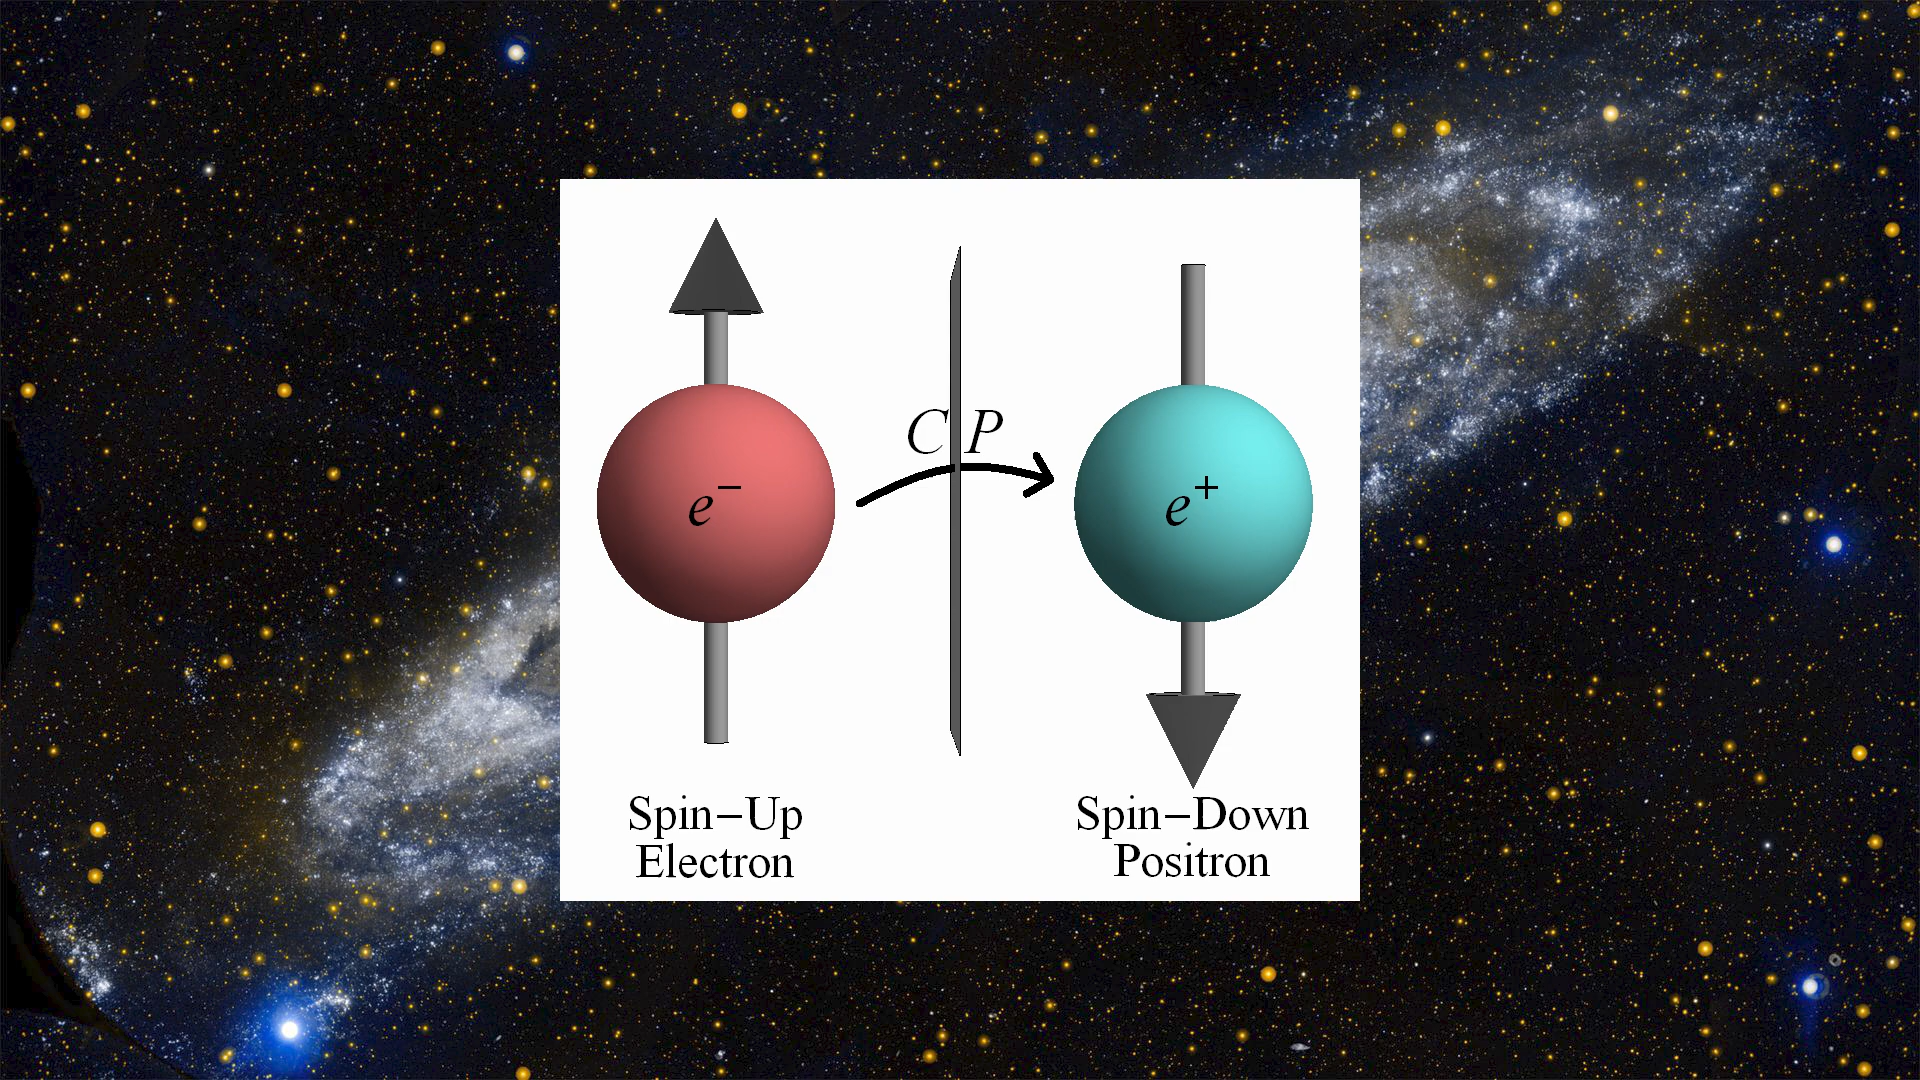 C P
e⁻
e⁺
Spin−Up
Electron
Spin−Down
Positron